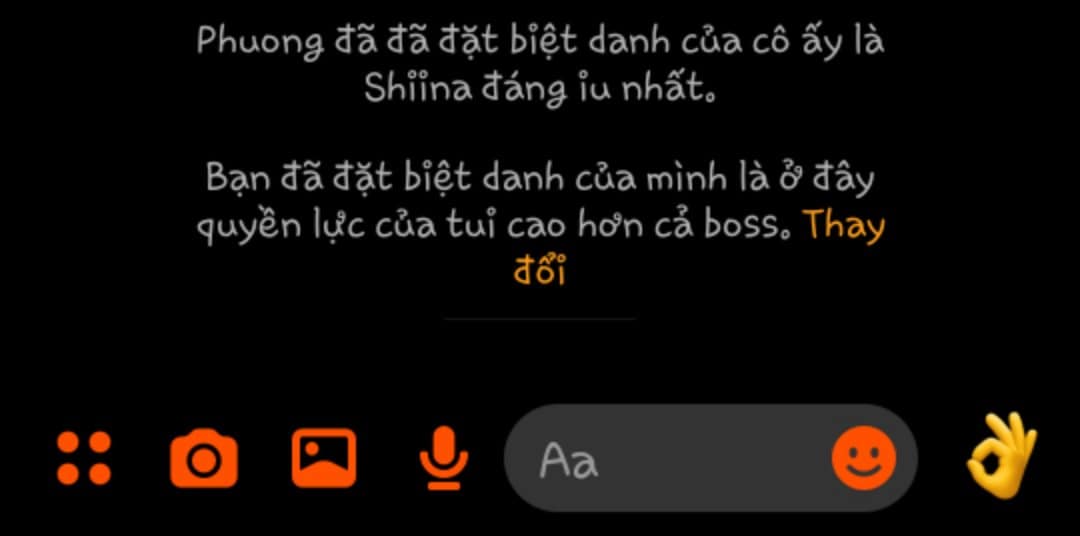 Phuong đã đã đặt biệt danh của cô ấy là
Shiina đáng iu nhất.
Bạn đã đặt biệt danh của mình là ở đây
quyền lực của tui cao hơn cả boss. Thay
đổi
Aa